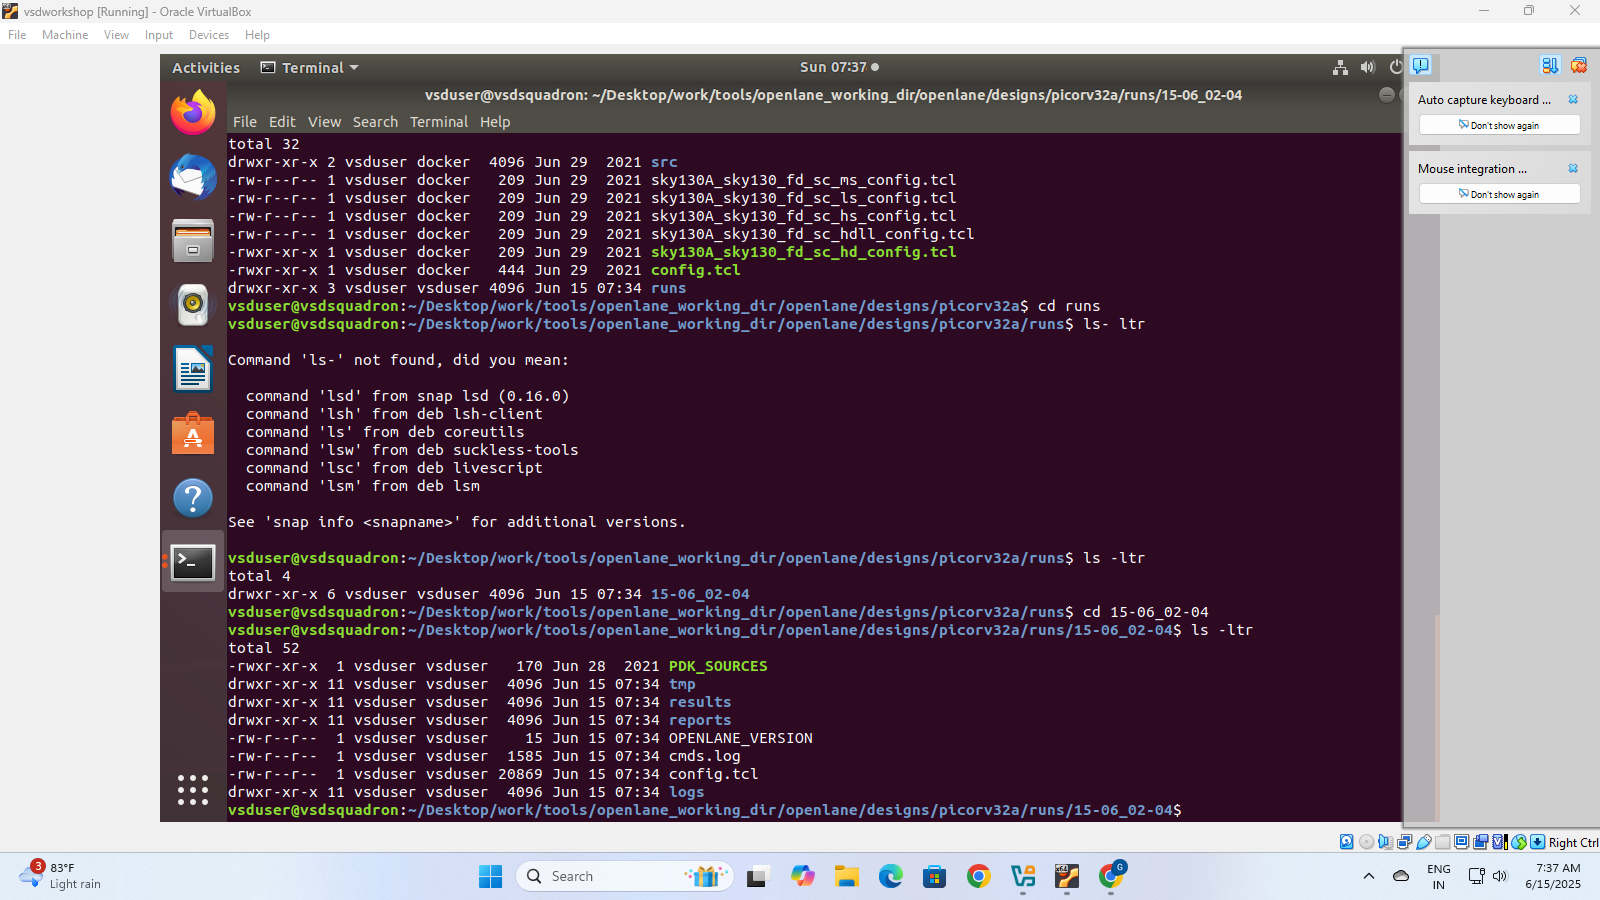 vsdworkshop [Running] - Oracle VirtualBox
File Machine View Input Devices Help
Activities Terminal Sun 07:37
vsduser@vsdsquadron: ~/Desktop/work/tools/openlane_working_dir/openlane/designs/picorv32a/runs/15-06_02-04
File Edit View Search Terminal Help
total 32
drwxr-xr-x 2 vsduser docker  4096 Jun 29  2021 src
-rw-r--r-- 1 vsduser docker   209 Jun 29  2021 sky130A_sky130_fd_sc_ms_config.tcl
-rw-r--r-- 1 vsduser docker   209 Jun 29  2021 sky130A_sky130_fd_sc_ls_config.tcl
-rw-r--r-- 1 vsduser docker   209 Jun 29  2021 sky130A_sky130_fd_sc_hs_config.tcl
-rw-r--r-- 1 vsduser docker   209 Jun 29  2021 sky130A_sky130_fd_sc_hdll_config.tcl
-rwxr-xr-x 1 vsduser docker   209 Jun 29  2021 sky130A_sky130_fd_sc_hd_config.tcl
-rwxr-xr-x 1 vsduser docker   444 Jun 29  2021 config.tcl
drwxr-xr-x 3 vsduser vsduser 4096 Jun 15 07:34 runs
vsduser@vsdsquadron:~/Desktop/work/tools/openlane_working_dir/openlane/designs/picorv32a$ cd runs
vsduser@vsdsquadron:~/Desktop/work/tools/openlane_working_dir/openlane/designs/picorv32a/runs$ ls- ltr
Command 'ls-' not found, did you mean:
  command 'lsd' from snap lsd (0.16.0)
  command 'lsh' from deb lsh-client
  command 'ls' from deb coreutils
  command 'lsw' from deb suckless-tools
  command 'lsc' from deb livescript
  command 'lsm' from deb lsm
See 'snap info <snapname>' for additional versions.
vsduser@vsdsquadron:~/Desktop/work/tools/openlane_working_dir/openlane/designs/picorv32a/runs$ ls -ltr
total 4
drwxr-xr-x 6 vsduser vsduser 4096 Jun 15 07:34 15-06_02-04
vsduser@vsdsquadron:~/Desktop/work/tools/openlane_working_dir/openlane/designs/picorv32a/runs$ cd 15-06_02-04
vsduser@vsdsquadron:~/Desktop/work/tools/openlane_working_dir/openlane/designs/picorv32a/runs/15-06_02-04$ ls -ltr
total 52
-rwxr-xr-x  1 vsduser vsduser   170 Jun 28  2021 PDK_SOURCES
drwxr-xr-x 11 vsduser vsduser  4096 Jun 15 07:34 tmp
drwxr-xr-x 11 vsduser vsduser  4096 Jun 15 07:34 results
drwxr-xr-x 11 vsduser vsduser  4096 Jun 15 07:34 reports
-rw-r--r--  1 vsduser vsduser    15 Jun 15 07:34 OPENLANE_VERSION
-rw-r--r--  1 vsduser vsduser  1585 Jun 15 07:34 cmds.log
-rw-r--r--  1 vsduser vsduser 20869 Jun 15 07:34 config.tcl
drwxr-xr-x 11 vsduser vsduser  4096 Jun 15 07:34 logs
vsduser@vsdsquadron:~/Desktop/work/tools/openlane_working_dir/openlane/designs/picorv32a/runs/15-06_02-04$
Auto capture keyboard ...
Don't show again
Mouse integration ...
Don't show again
Right Ctrl
3
83°F
Light rain
Search
G
ENG
IN
7:37 AM
6/15/2025